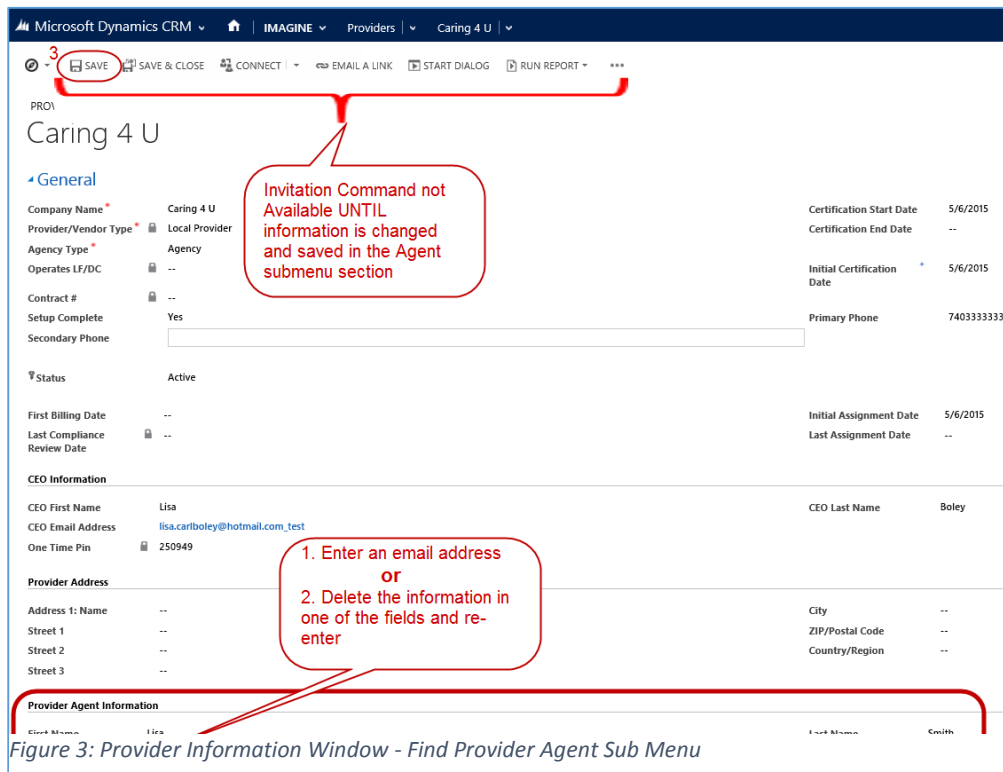 Microsoft Dynamics CRM IMAGINE Providers Caring 4 U
3
SAVE SAVE & CLOSE CONNECT EMAIL A LINK START DIALOG RUN REPORT ...
PROV
Caring 4 U
General
Invitation Command not
Available UNTIL
information is changed
and saved in the Agent
submenu section
Company Name * Caring 4 U Certification Start Date 5/6/2015
Provider/Vendor Type * Local Provider Certification End Date --
Agency Type * Agency
Operates LF/DC -- Initial Certification + 5/6/2015
Date
Contract # --
Setup Complete Yes Primary Phone 7403333333
Secondary Phone
Status Active
First Billing Date -- Initial Assignment Date 5/6/2015
Last Compliance -- Last Assignment Date --
Review Date
CEO Information
CEO First Name Lisa CEO Last Name Boley
CEO Email Address lisa.carlboley@hotmail.com_test
One Time Pin 250949
1. Enter an email address
or
2. Delete the information in
one of the fields and re-
enter
Provider Address
Address 1: Name -- City --
Street 1 -- ZIP/Postal Code --
Street 2 -- Country/Region --
Street 3 --
Provider Agent Information
First Name Lisa Last Name Smith
Figure 3: Provider Information Window - Find Provider Agent Sub Menu